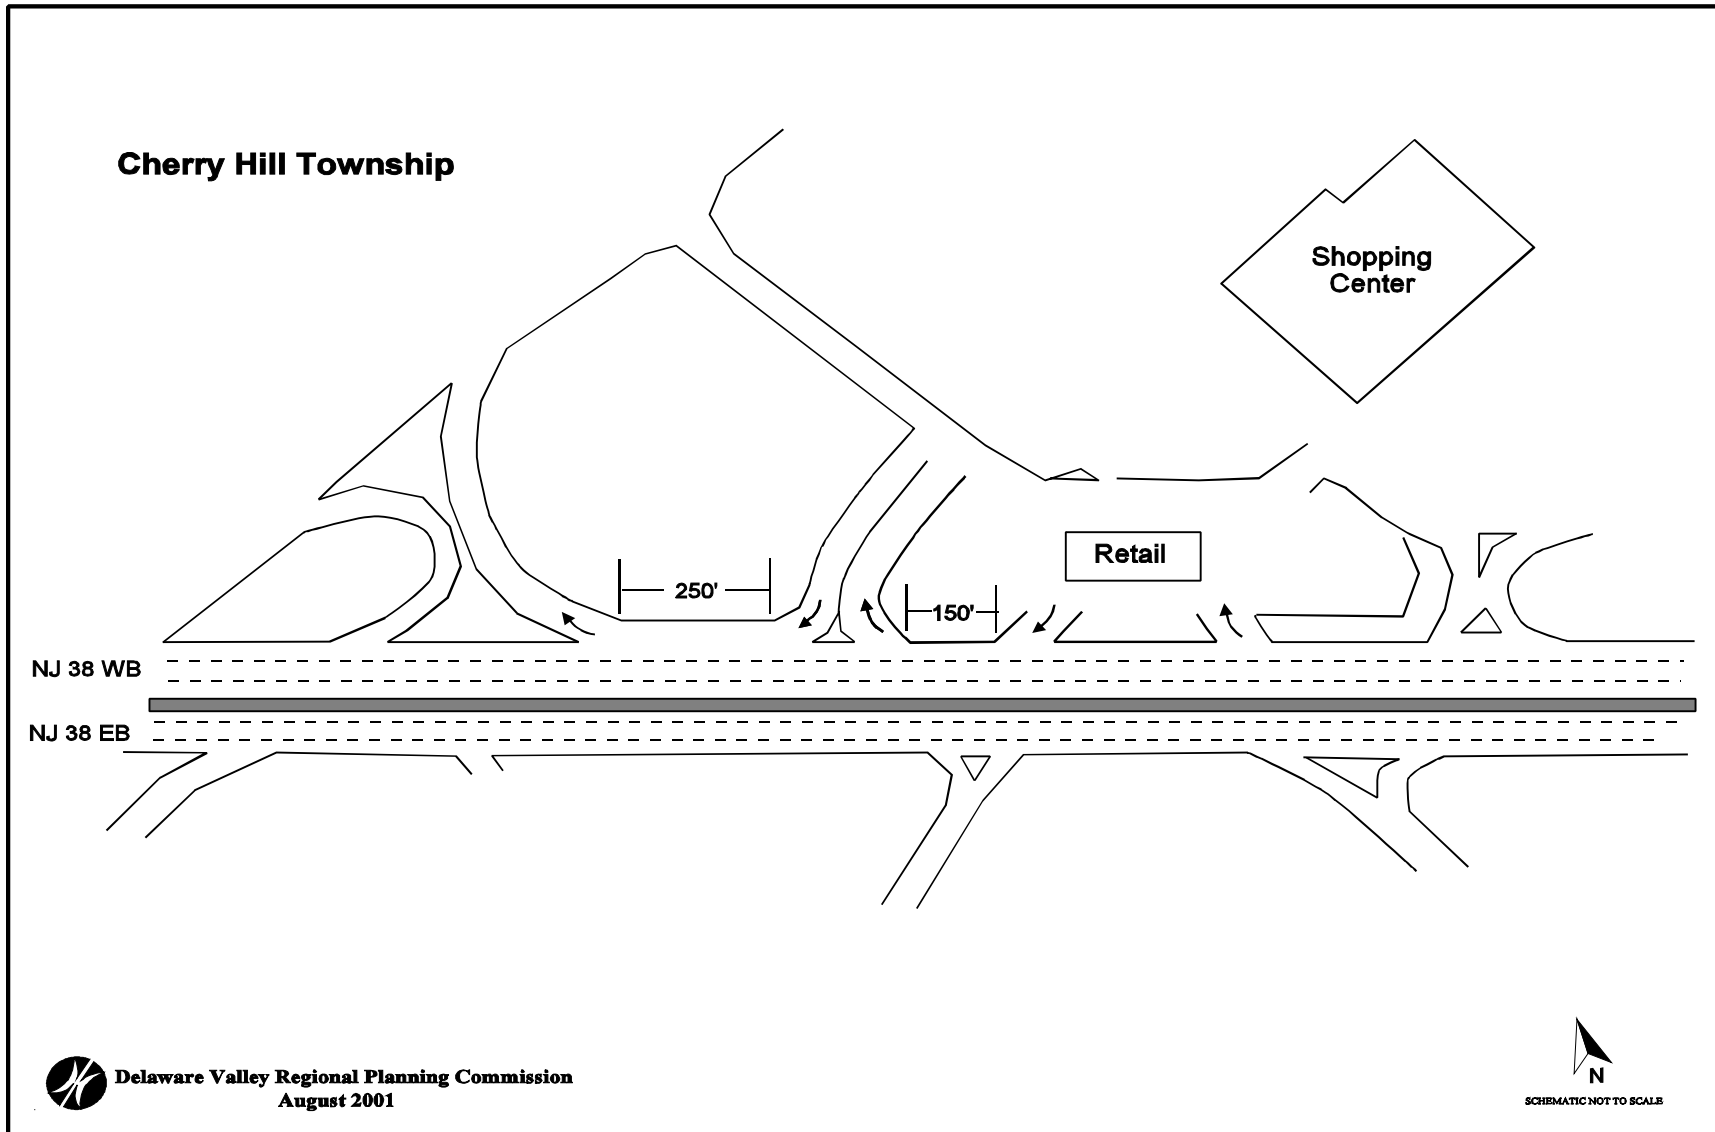 Cherry Hill Township
Shopping
Center
Retail
250'
150'
NJ 38 WB
NJ 38 EB
Delaware Valley Regional Planning Commission
August 2001
N
SCHEMATIC NOT TO SCALE